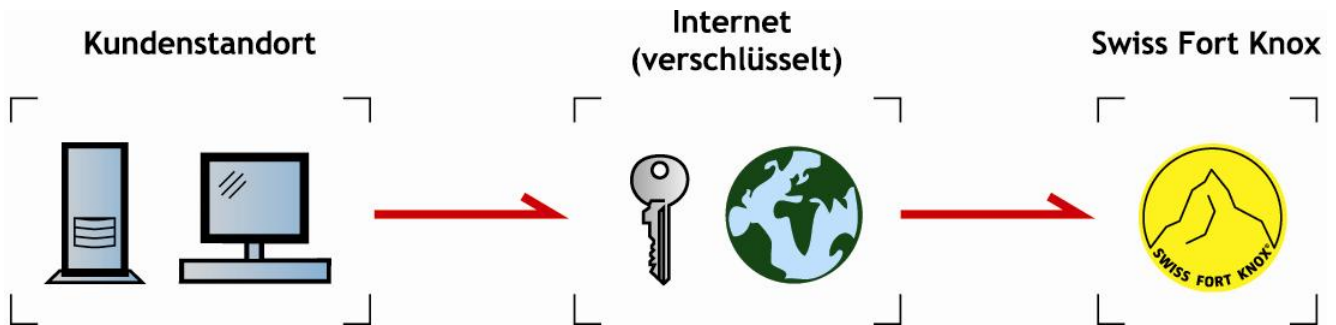 Kundenstandort
Internet
(verschlüsselt)
Swiss Fort Knox
SWISS FORT KNOX©